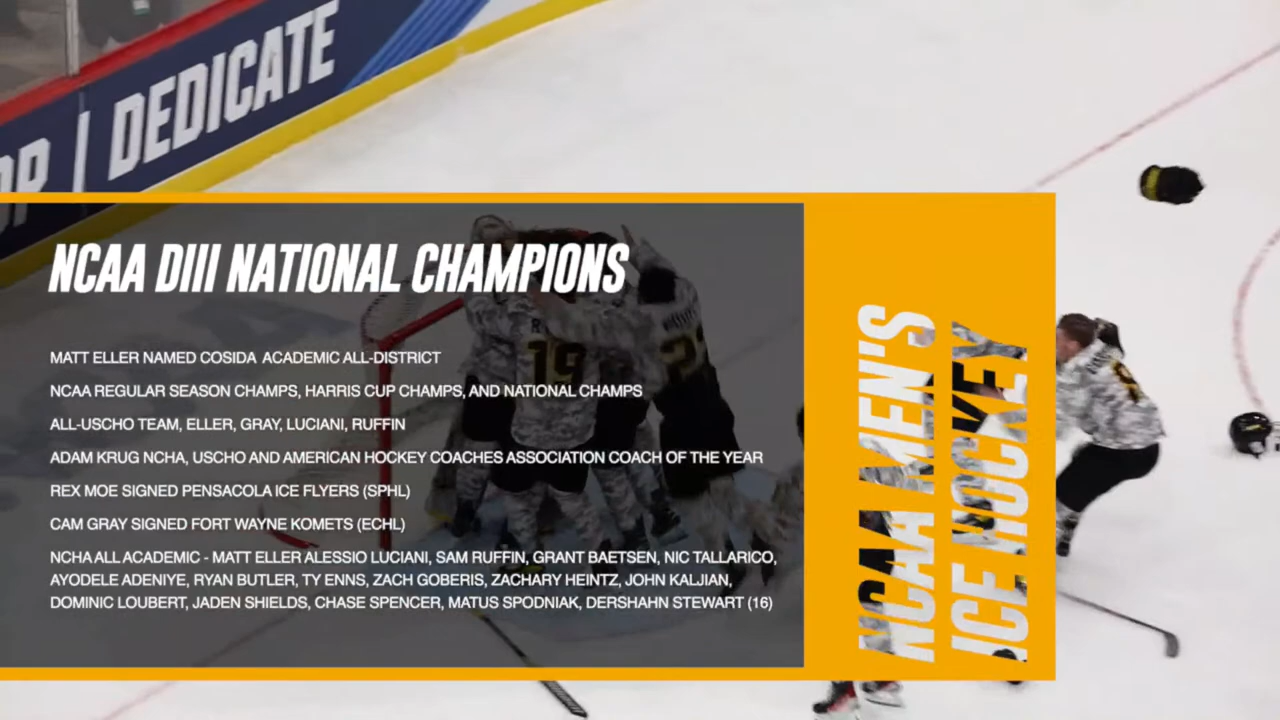 DEDICATE
NCAA DIII NATIONAL CHAMPIONS
MATT ELLER NAMED COSIDA ACADEMIC ALL-DISTRICT
NCAA REGULAR SEASON CHAMPS, HARRIS CUP CHAMPS, AND NATIONAL CHAMPS
ALL-USCHO TEAM, ELLER, GRAY, LUCIANI, RUFFIN
ADAM KRUG NCHA, USCHO AND AMERICAN HOCKEY COACHES ASSOCIATION COACH OF THE YEAR
REX MOE SIGNED PENSACOLA ICE FLYERS (SPHL)
CAM GRAY SIGNED FORT WAYNE KOMETS (ECHL)
NCHA ALL ACADEMIC - MATT ELLER ALESSIO LUCIANI, SAM RUFFIN, GRANT BAETSEN, NIC TALLARICO,
AYODELE ADENIYE, RYAN BUTLER, TY ENNS, ZACH GOBERIS, ZACHARY HEINTZ, JOHN KALJIAN,
DOMINIC LOUBERT, JADEN SHIELDS, CHASE SPENCER, MATUS SPODNIAK, DERSHAHN STEWART (16)
NCAA MEN'S
ICE HOCKEY
19